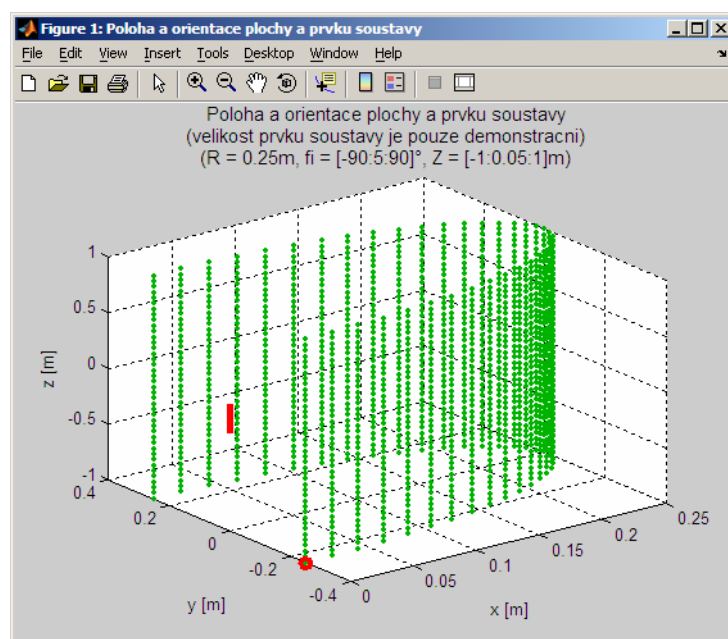 Figure 1: Poloha a orientace plochy a prvku soustavy
File Edit View Insert Tools Desktop Window Help
Poloha a orientace plochy a prvku soustavy
(velikost prvku soustavy je pouze demonstracni)
(R = 0.25m, fi = [-90:5:90]°, Z = [-1:0.05:1]m)
1
0.5
0
-0.5
-1
z [m]
0.4
0.2
0
-0.2
-0.4
y [m]
0
0.05
0.1
0.15
0.2
0.25
x [m]